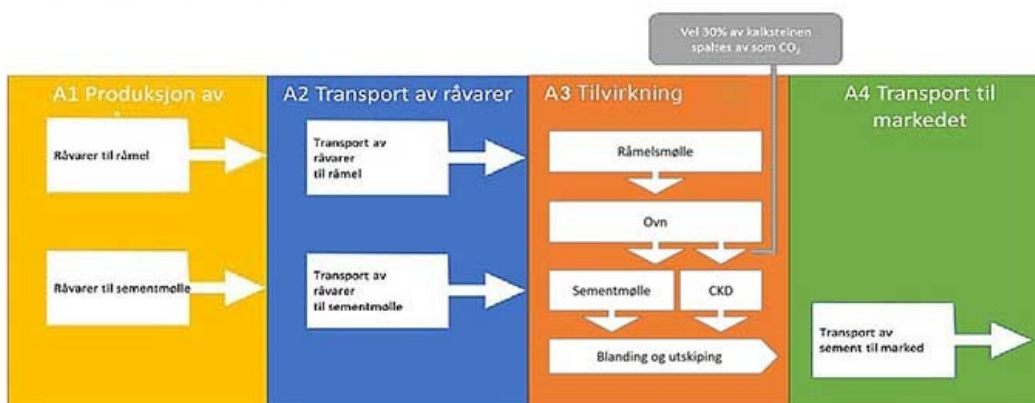 Vel 30% av kalksteinen
spaltes av som CO₂
A1 Produksjon av
Råvarer til råmel
Råvarer til sementmølle
A2 Transport av råvarer
Transport av
råvarer
til råmel
Transport av
råvarer
til sementmølle
A3 Tilvirkning
Råmelsmølle
Ovn
Sementmølle
CKD
Blanding og utskiping
A4 Transport til
markedet
Transport av
sement til marked